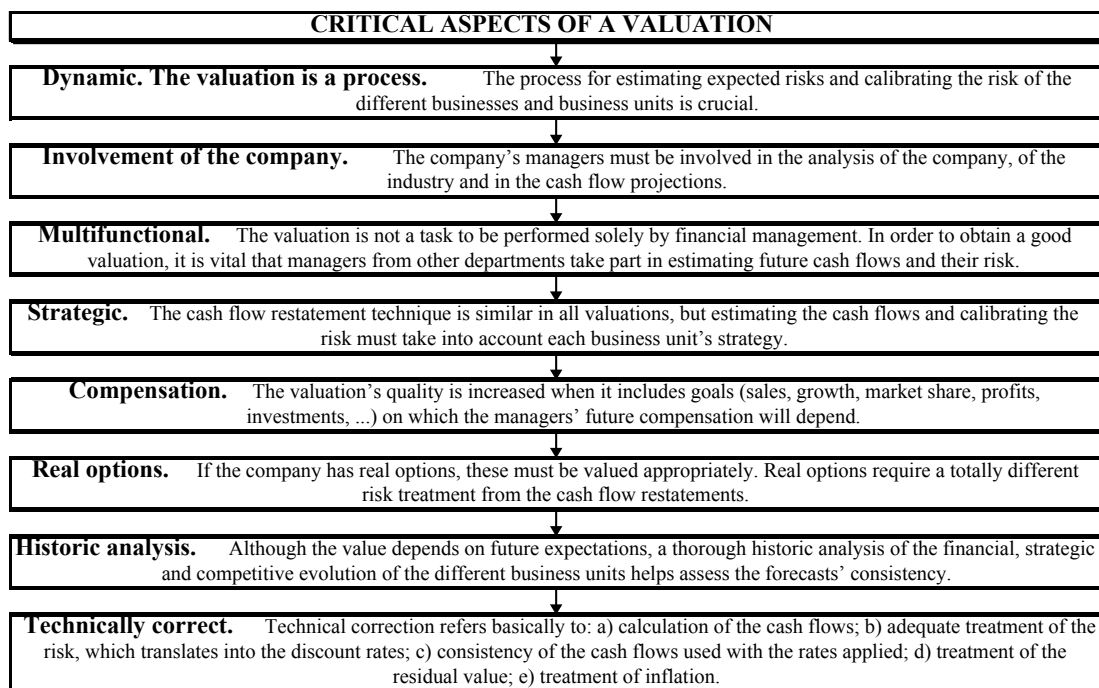 CRITICAL ASPECTS OF A VALUATION
Dynamic. The valuation is a process. The process for estimating expected risks and calibrating the risk of the
different businesses and business units is crucial.
Involvement of the company. The company’s managers must be involved in the analysis of the company, of the
industry and in the cash flow projections.
Multifunctional. The valuation is not a task to be performed solely by financial management. In order to obtain a good
valuation, it is vital that managers from other departments take part in estimating future cash flows and their risk.
Strategic. The cash flow restatement technique is similar in all valuations, but estimating the cash flows and calibrating the
risk must take into account each business unit’s strategy.
Compensation. The valuation’s quality is increased when it includes goals (sales, growth, market share, profits,
investments, ...) on which the managers’ future compensation will depend.
Real options. If the company has real options, these must be valued appropriately. Real options require a totally different
risk treatment from the cash flow restatements.
Historic analysis. Although the value depends on future expectations, a thorough historic analysis of the financial, strategic
and competitive evolution of the different business units helps assess the forecasts’ consistency.
Technically correct. Technical correction refers basically to: a) calculation of the cash flows; b) adequate treatment of the
risk, which translates into the discount rates; c) consistency of the cash flows used with the rates applied; d) treatment of the
residual value; e) treatment of inflation.